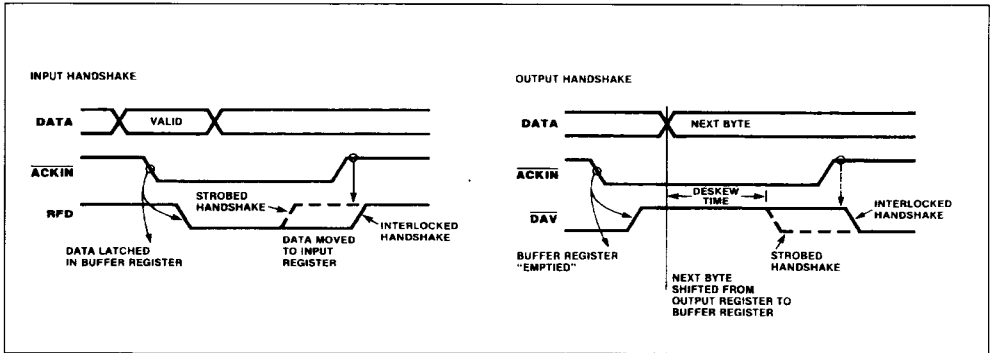 INPUT HANDSHAKE
DATA
VALID
ACKIN
STROBED
HANDSHAKE
RFD
INTERLOCKED
HANDSHAKE
DATA LATCHED
IN BUFFER REGISTER
DATA MOVED
TO INPUT
REGISTER
OUTPUT HANDSHAKE
DATA
NEXT BYTE
ACKIN
DESKEW
TIME
DAV
INTERLOCKED
HANDSHAKE
BUFFER REGISTER
"EMPTIED"
STROBED
HANDSHAKE
NEXT BYTE
SHIFTED FROM
OUTPUT REGISTER TO
BUFFER REGISTER